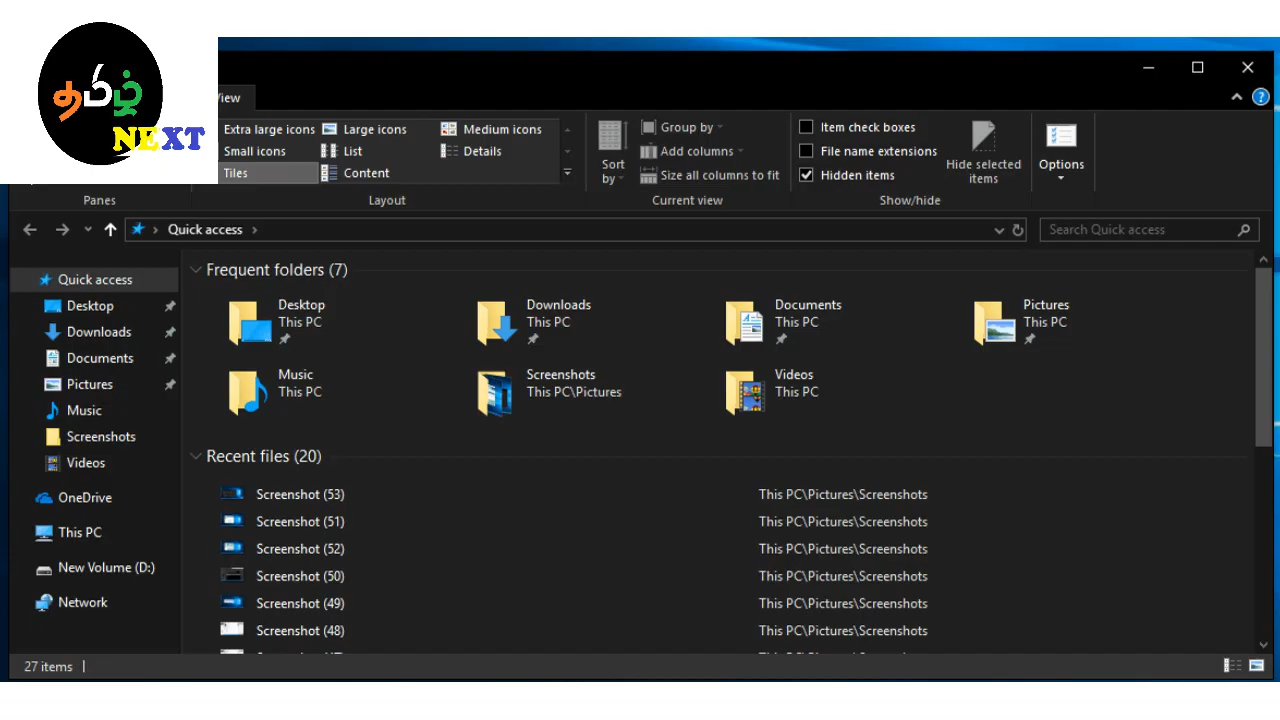 தமிழ்
NEXT
View
Extra large icons
Large icons
Medium icons
Small icons
List
Details
Tiles
Content
Sort by
Group by
Add columns
Size all columns to fit
Item check boxes
File name extensions
Hidden items
Hide selected items
Options
Panes
Layout
Current view
Show/hide
Quick access
Search Quick access
Quick access
Desktop
Downloads
Documents
Pictures
Music
Screenshots
Videos
OneDrive
This PC
New Volume (D:)
Network
Frequent folders (7)
Desktop
This PC
Downloads
This PC
Documents
This PC
Pictures
This PC
Music
This PC
Screenshots
This PC\Pictures
Videos
This PC
Recent files (20)
Screenshot (53) This PC\Pictures\Screenshots
Screenshot (51) This PC\Pictures\Screenshots
Screenshot (52) This PC\Pictures\Screenshots
Screenshot (50) This PC\Pictures\Screenshots
Screenshot (49) This PC\Pictures\Screenshots
Screenshot (48) This PC\Pictures\Screenshots
27 items